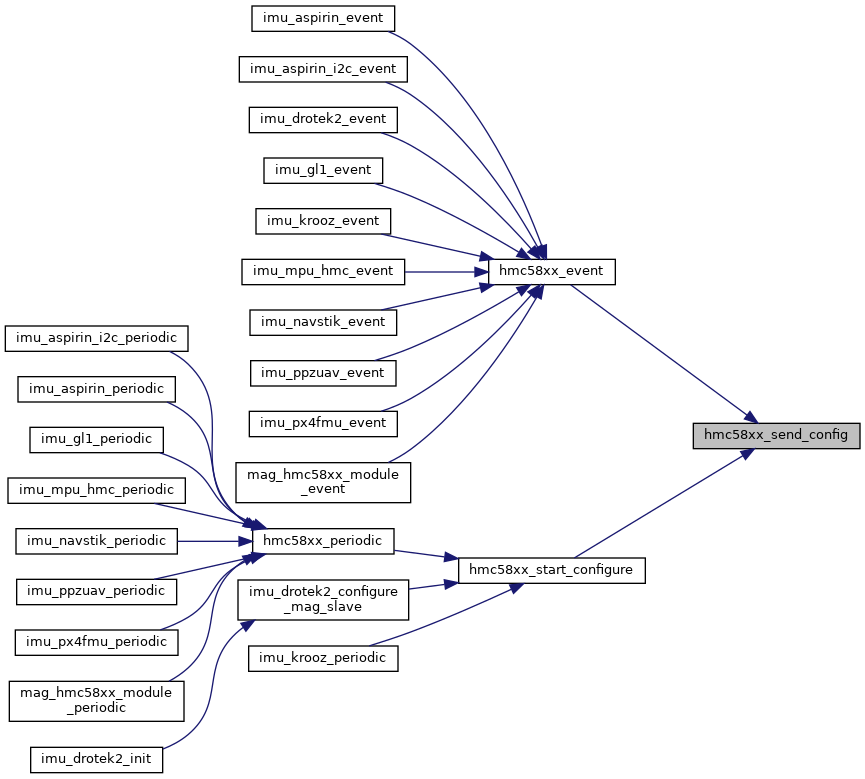 imu_aspirin_event
imu_aspirin_i2c_event
imu_drotek2_event
imu_gl1_event
imu_krooz_event
imu_mpu_hmc_event
hmc58xx_event
imu_navstik_event
imu_aspirin_i2c_periodic
imu_ppzuav_event
imu_aspirin_periodic
imu_px4fmu_event
hmc58xx_send_config
imu_gl1_periodic
mag_hmc58xx_module
_event
imu_mpu_hmc_periodic
imu_navstik_periodic
hmc58xx_periodic
hmc58xx_start_configure
imu_ppzuav_periodic
imu_drotek2_configure
_mag_slave
imu_px4fmu_periodic
imu_krooz_periodic
mag_hmc58xx_module
_periodic
imu_drotek2_init